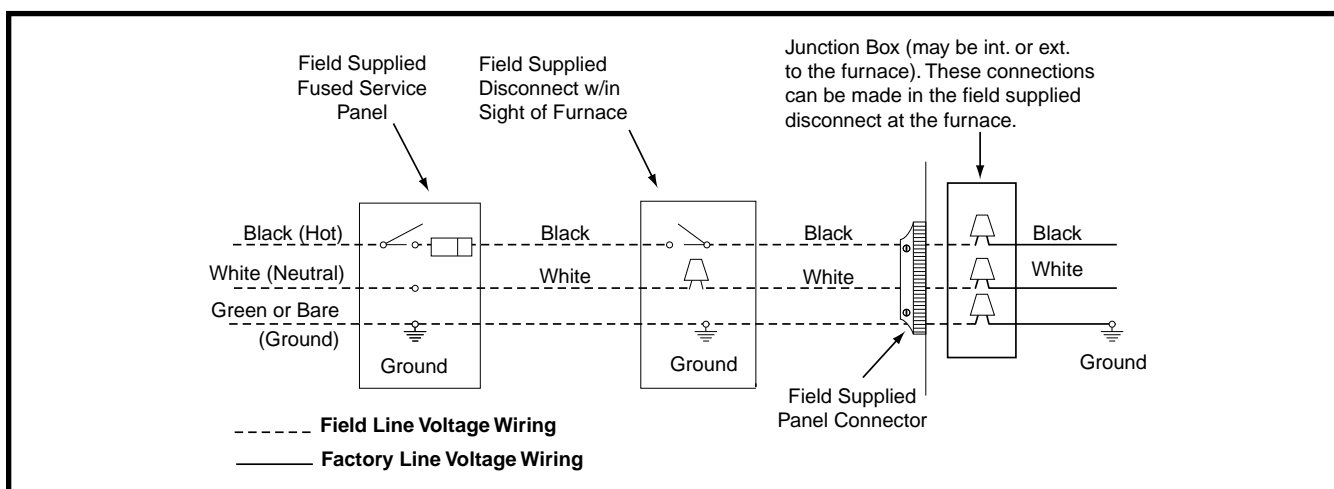 Field Supplied
Fused Service
Panel
Field Supplied
Disconnect w/in
Sight of Furnace
Junction Box (may be int. or ext.
to the furnace). These connections
can be made in the field supplied
disconnect at the furnace.
Black (Hot)
Black
Black
Black
White (Neutral)
White
White
White
Green or Bare
(Ground)
Ground
Ground
Ground
Field Supplied
Panel Connector
Field Line Voltage Wiring
Factory Line Voltage Wiring